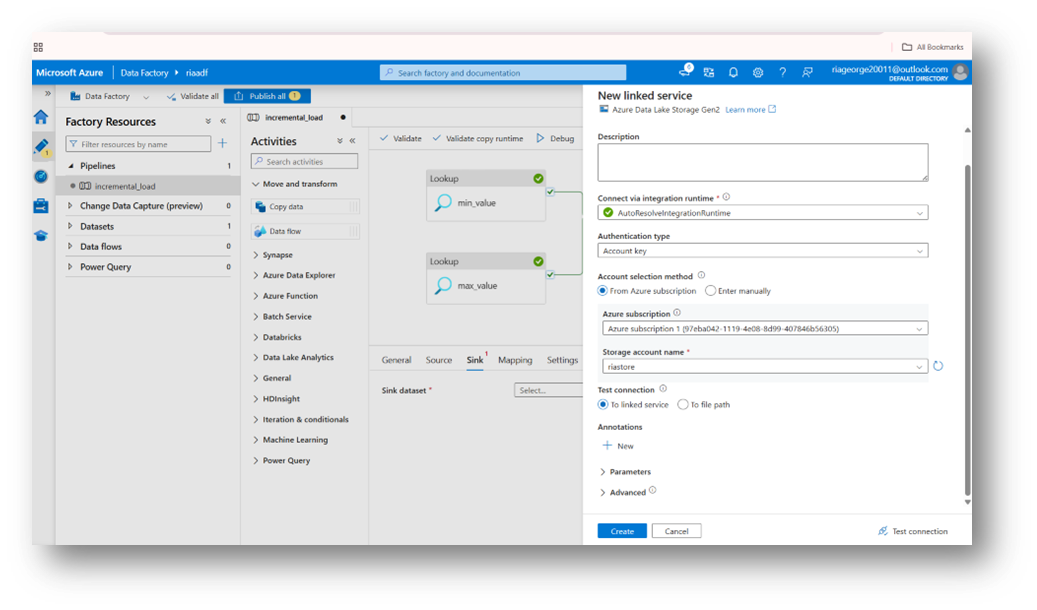 All Bookmarks
Microsoft Azure Data Factory riaadf
Search factory and documentation
riageorge20011@outlook.com
DEFAULT DIRECTORY
Data Factory Validate all Publish all 1
Factory Resources
Filter resources by name
Pipelines 1
incremental_load
Change Data Capture (preview) 0
Datasets 1
Data flows 0
Power Query 0
incremental_load
Activities
Search activities
Move and transform
Copy data
Data flow
Synapse
Azure Data Explorer
Azure Function
Batch Service
Databricks
Data Lake Analytics
General
HDInsight
Iteration & conditionals
Machine Learning
Power Query
Validate Validate copy runtime Debug
Lookup
min_value
Lookup
max_value
General Source Sink 1 Mapping Settings
Sink dataset * Select...
New linked service
Azure Data Lake Storage Gen2 Learn more
Description
Connect via integration runtime *
AutoResolveIntegrationRuntime
Authentication type
Account key
Account selection method
From Azure subscription Enter manually
Azure subscription
Azure subscription 1 (97eba042-1119-4e08-8d99-407846b56305)
Storage account name *
riastore
Test connection
To linked service To file path
Annotations
New
Parameters
Advanced
Create Cancel Test connection